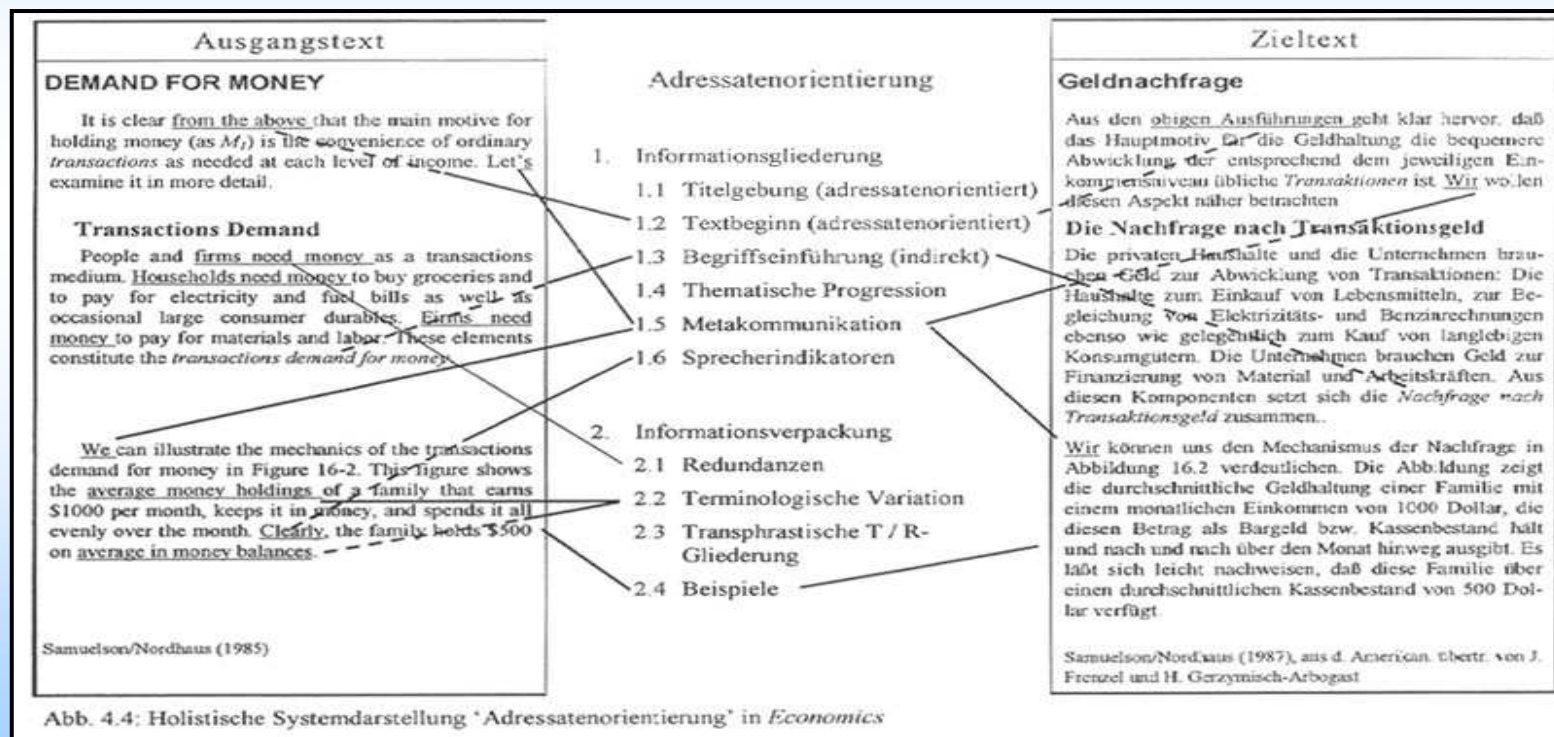 Ausgangstext
DEMAND FOR MONEY
It is clear from the above that the main motive for
holding money (as M1) is the convenience of ordinary
transactions as needed at each level of income. Let's
examine it in more detail.
Transactions Demand
People and firms need money as a transactions
medium. Households need money to buy groceries and
to pay for electricity and fuel bills as well as
occasional large consumer durables. Firms need
money to pay for materials and labor. These elements
constitute the transactions demand for money.
We can illustrate the mechanics of the transactions
demand for money in Figure 16-2. This figure shows
the average money holdings of a family that earns
$1000 per month, keeps it in money, and spends it all
evenly over the month. Clearly, the family holds $500
on average in money balances.
Samuelson/Nordhaus (1985)
Adressatenorientierung
1. Informationsgliederung
1.1 Titelgebung (adressatenorientiert)
1.2 Textbeginn (adressatenorientiert)
1.3 Begriffseinführung (indirekt)
1.4 Thematische Progression
1.5 Metakommunikation
1.6 Sprecherindikatoren
2. Informationsverpackung
2.1 Redundanzen
2.2 Terminologische Variation
2.3 Transphrastische T / R-
Gliederung
2.4 Beispiele
Zieltext
Geldnachfrage
Aus den obigen Ausführungen geht klar hervor, daß
das Hauptmotiv für die Geldhaltung die bequemere
Abwicklung der entsprechend dem jeweiligen Ein-
kommensniveau übliche Transaktionen ist. Wir wollen
diesen Aspekt näher betrachten
Die Nachfrage nach Transaktionsgeld
Die privaten Haushalte und die Unternehmen brau-
chen Geld zur Abwicklung von Transaktionen: Die
Haushalte zum Einkauf von Lebensmitteln, zur Be-
gleichung von Elektrizitäts- und Benzinrechnungen
ebenso wie gelegentlich zum Kauf von langlebigen
Konsumgütern. Die Unternehmen brauchen Geld zur
Finanzierung von Material und Arbeitskräften. Aus
diesen Komponenten setzt sich die Nachfrage nach
Transaktionsgeld zusammen..
Wir können uns den Mechanismus der Nachfrage in
Abbildung 16.2 verdeutlichen. Die Abbildung zeigt
die durchschnittliche Geldhaltung einer Familie mit
einem monatlichen Einkommen von 1000 Dollar, die
diesen Betrag als Bargeld bzw. Kassenbestand hält
und nach und nach über den Monat hinweg ausgibt. Es
läßt sich leicht nachweisen, daß diese Familie über
einen durchschnittlichen Kassenbestand von 500 Dol-
lar verfügt.
Samuelson/Nordhaus (1987), aus d. American. übertr. von J.
Frenzel und H. Gerzymisch-Arbogast
Abb. 4.4: Holistische Systemdarstellung 'Adressatenorientierung' in Economics